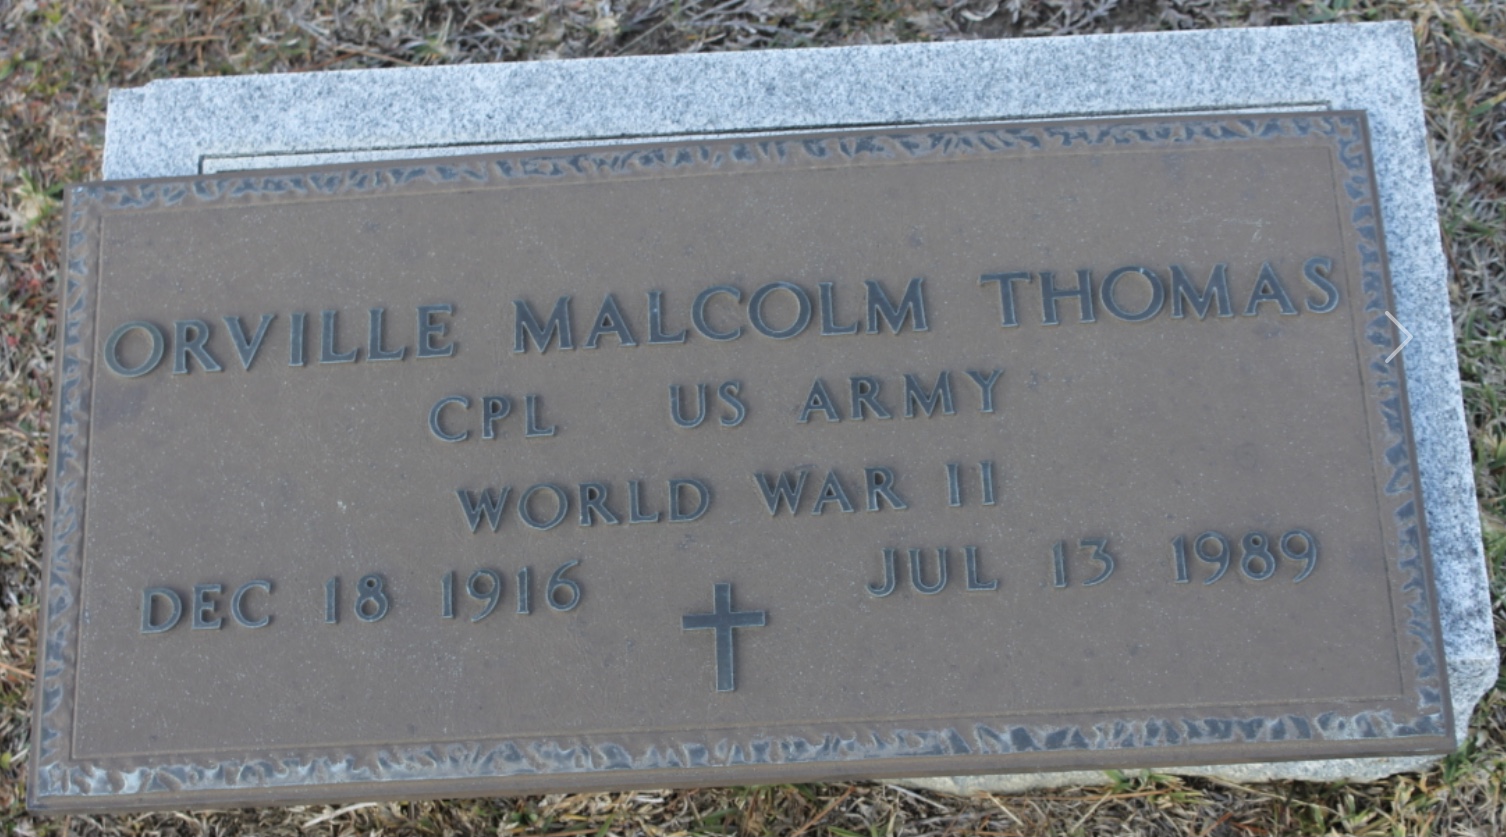 ORVILLE MALCOLM THOMAS
CPL US ARMY
WORLD WAR II
DEC 18 1916 JUL 13 1989